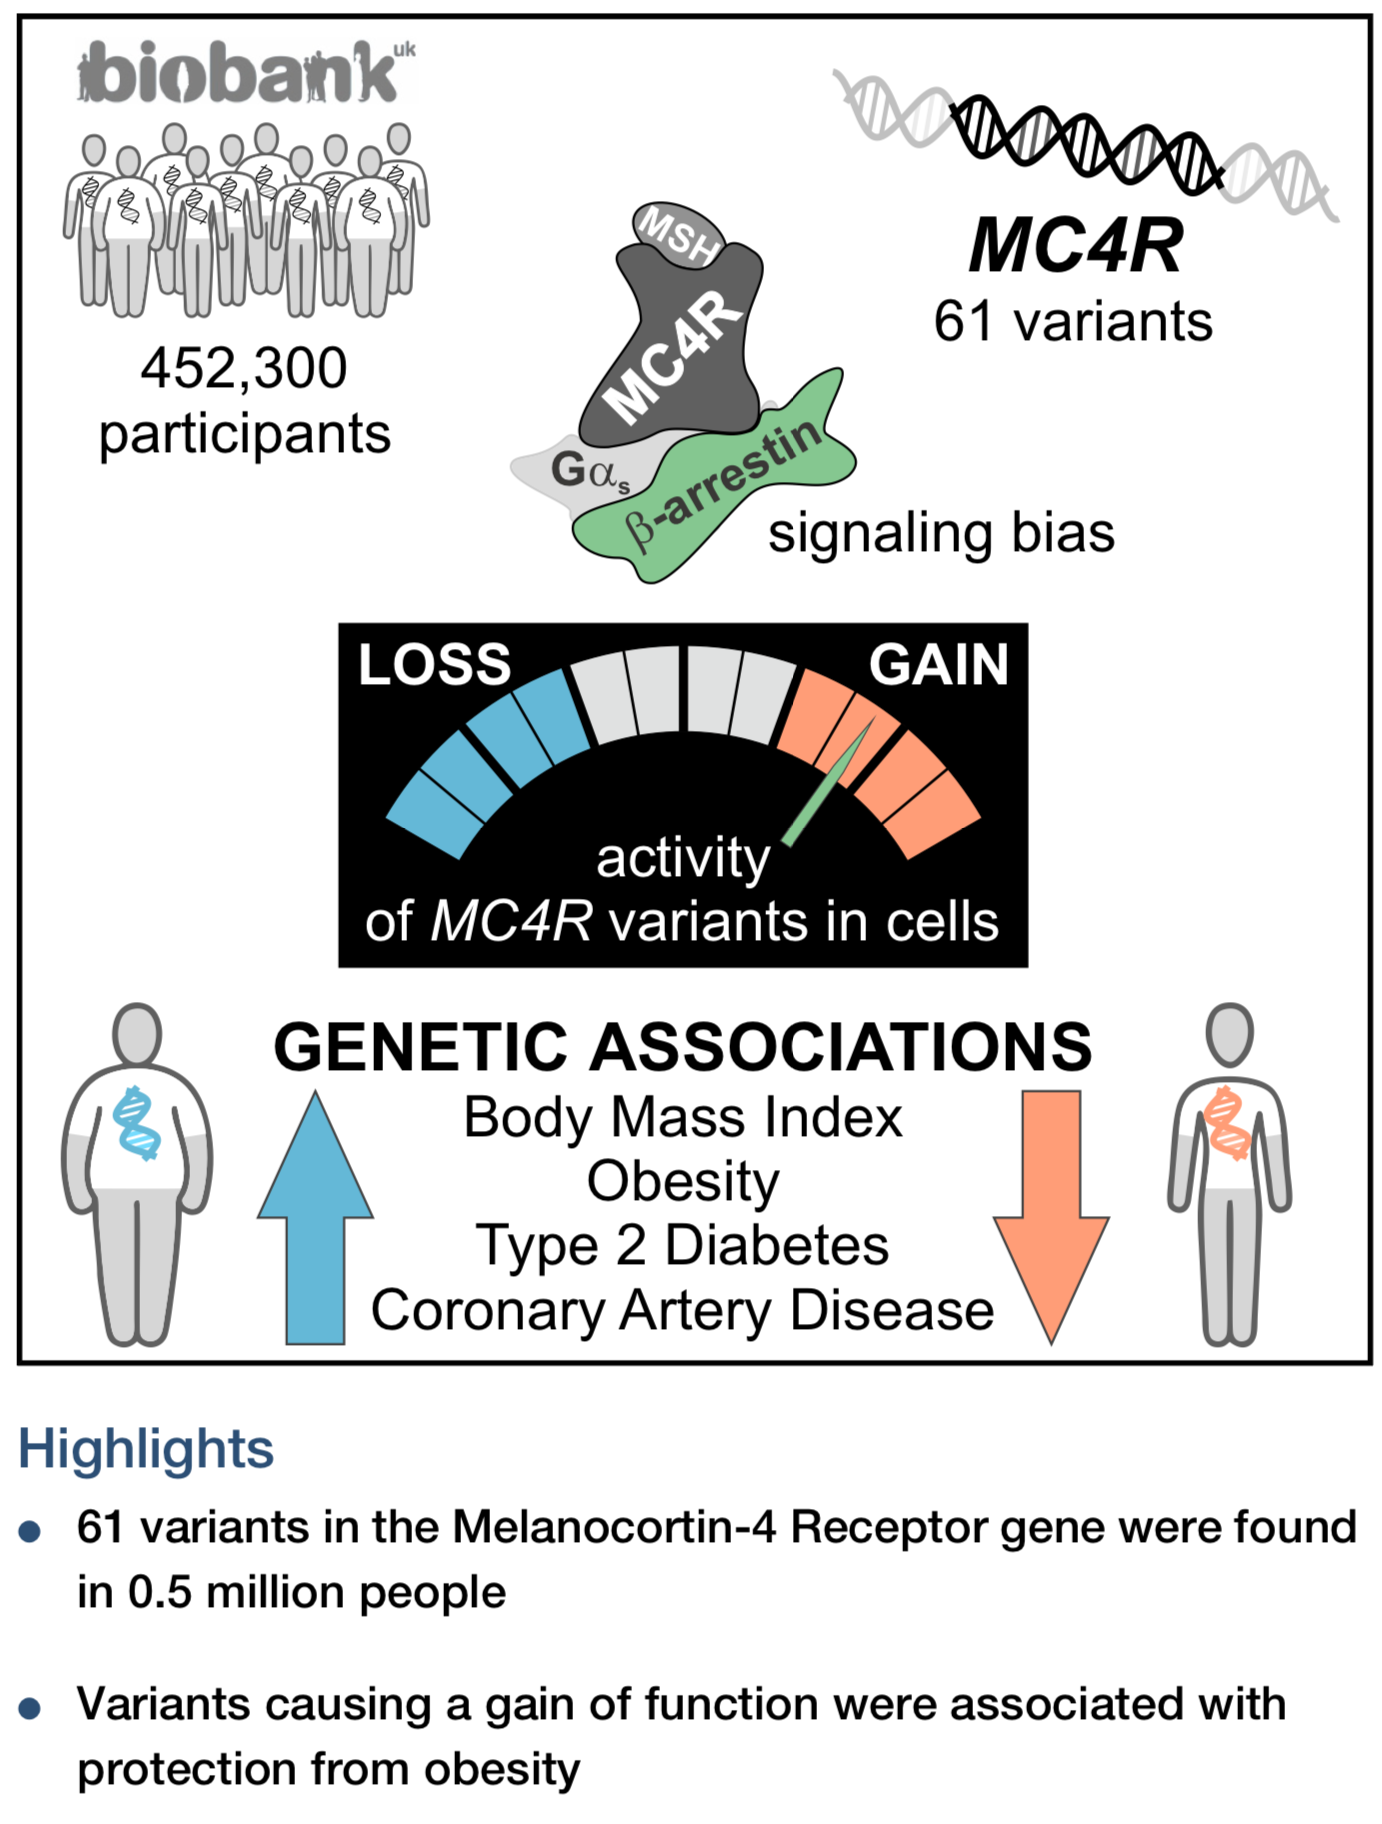 biobank uk
452,300
participants
MC4R
61 variants
MSH
MC4R
Gαs
β-arrestin
signaling bias
LOSS
GAIN
activity
of MC4R variants in cells
GENETIC ASSOCIATIONS
Body Mass Index
Obesity
Type 2 Diabetes
Coronary Artery Disease
Highlights
• 61 variants in the Melanocortin-4 Receptor gene were found
in 0.5 million people
• Variants causing a gain of function were associated with
protection from obesity